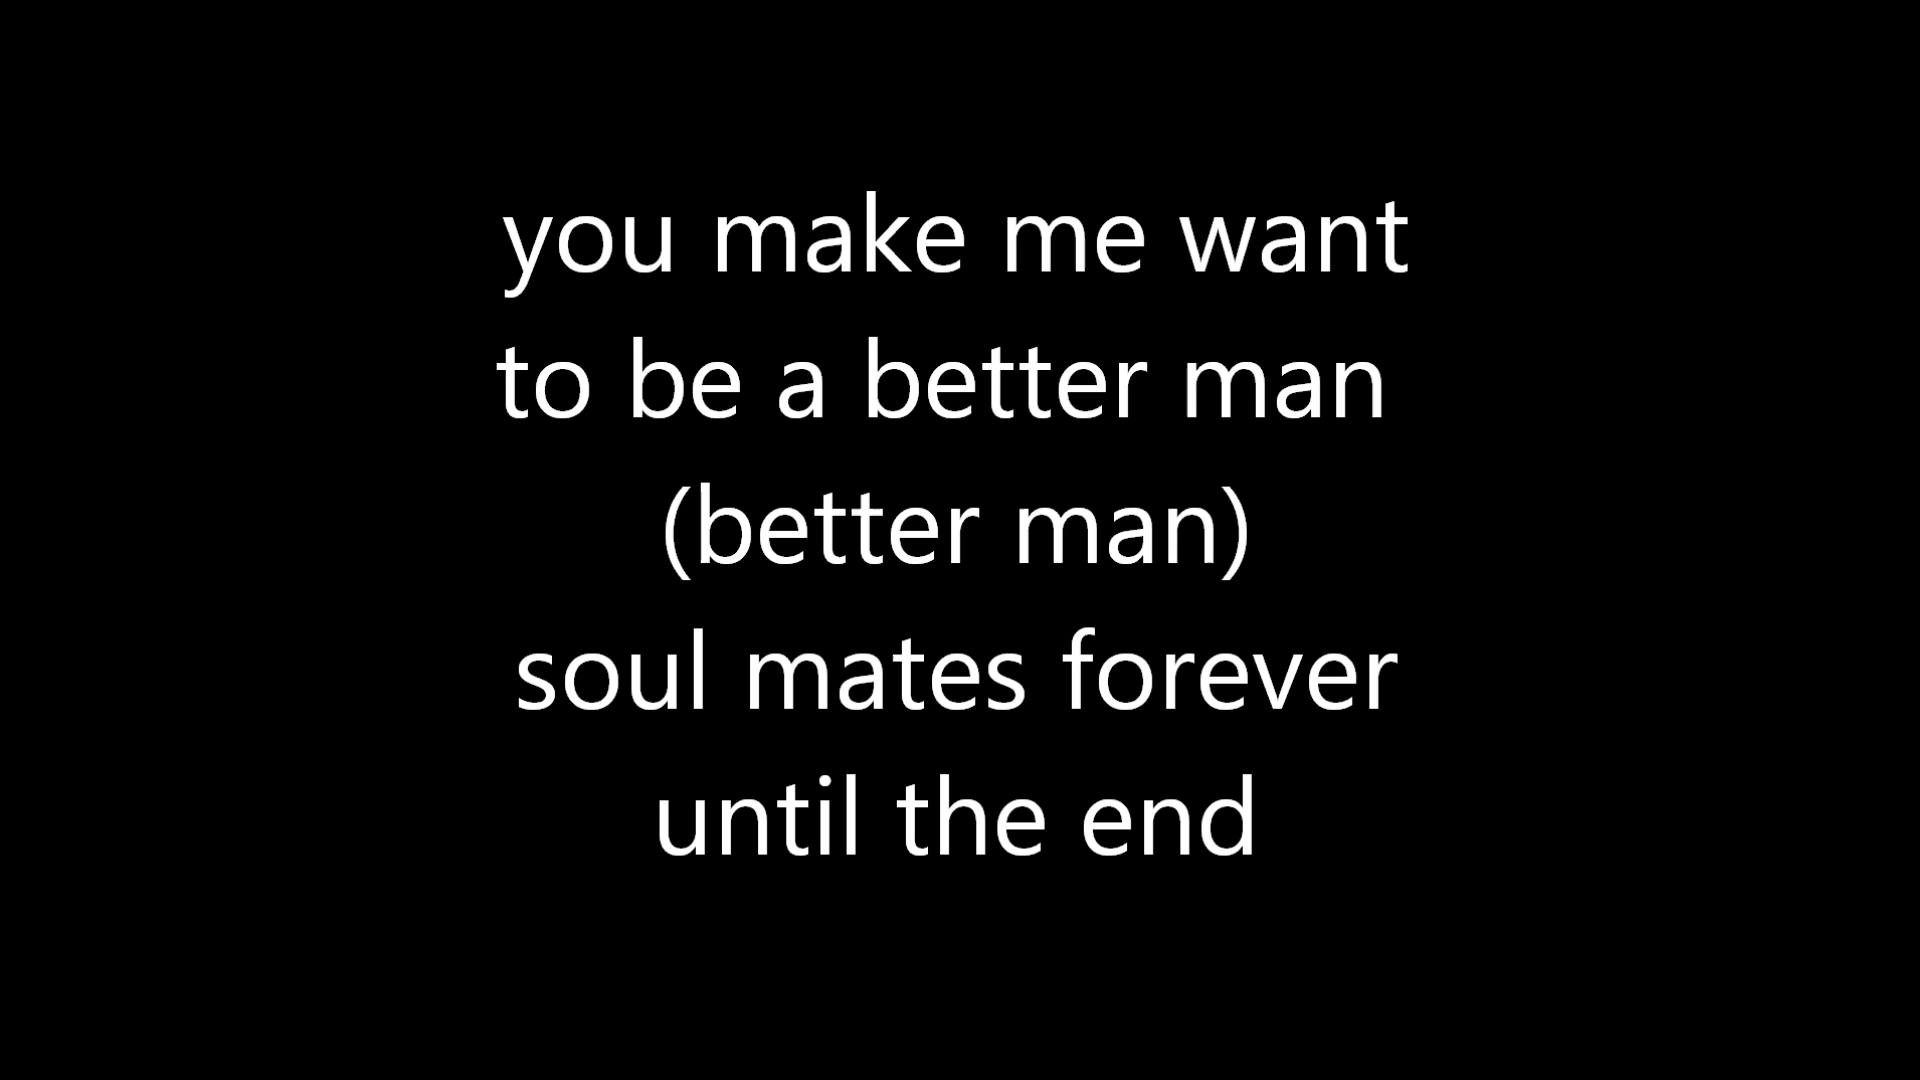 you make me want
to be a better man
(better man)
soul mates forever
until the end